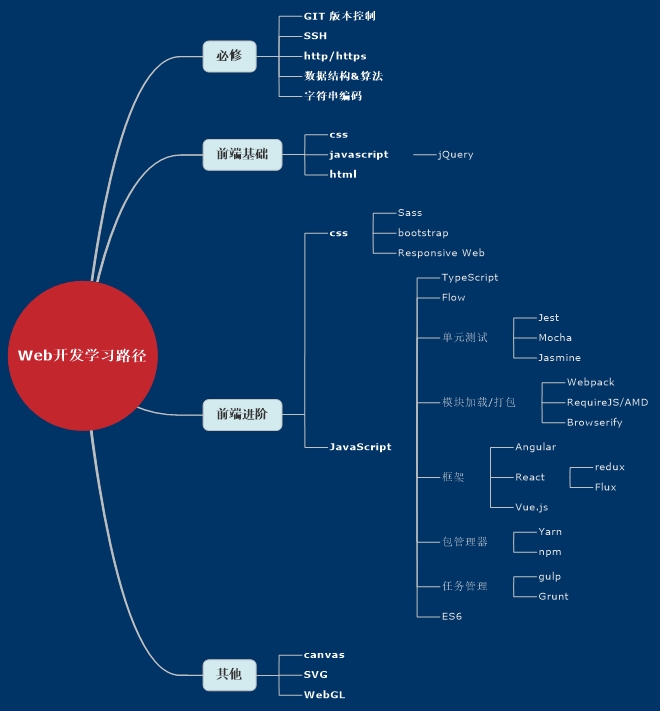 Web开发学习路径
必修
GIT 版本控制
SSH
http/https
数据结构&算法
字符串编码
前端基础
css
javascript
jQuery
html
前端进阶
css
Sass
bootstrap
Responsive Web
JavaScript
TypeScript
Flow
单元测试
Jest
Mocha
Jasmine
模块加载/打包
Webpack
RequireJS/AMD
Browserify
框架
Angular
React
redux
Flux
Vue.js
包管理器
Yarn
npm
任务管理
gulp
Grunt
ES6
其他
canvas
SVG
WebGL